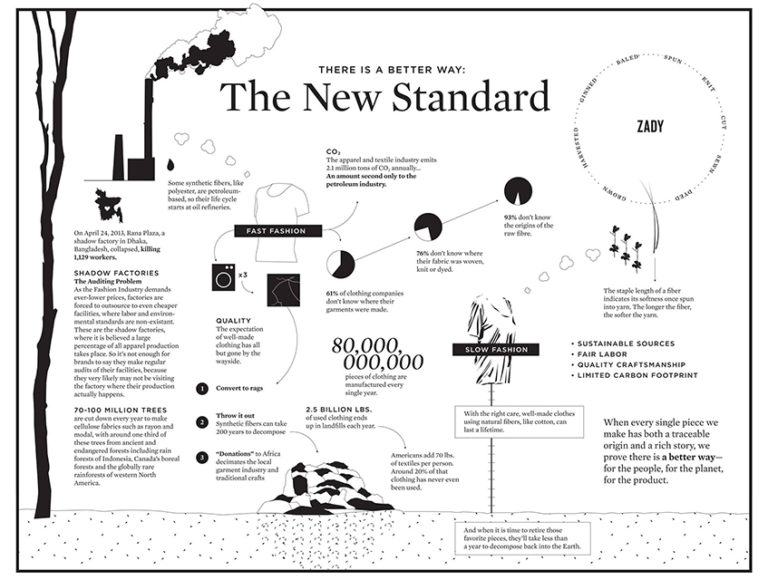 THERE IS A BETTER WAY:
The New Standard
ZADY
GROWN
HARVESTED
GINNED
BALED
SPUN
KNIT
CUT
SEWN
DYED
CO₂
The apparel and textile industry emits
2.1 million tons of CO₂ annually...
An amount second only to the
petroleum industry.
Some synthetic fibers, like
polyester, are petroleum-
based, so their life cycle
starts at oil refineries.
FAST FASHION
93% don't know
the origins of the
raw fibre.
76% don't know where
their fabric was woven,
knit or dyed.
61% of clothing companies
don't know where their
garments were made.
On April 24, 2013, Rana Plaza, a
shadow factory in Dhaka,
Bangladesh, collapsed, killing
1,129 workers.
SHADOW FACTORIES
The Auditing Problem
As the Fashion Industry demands
ever-lower prices, factories are
forced to outsource to even cheaper
facilities, where labor and environ-
mental standards are non-existent.
These are the shadow factories,
where it is believed a large
percentage of all apparel production
takes place. So it's not enough for
brands to say they make regular
audits of their facilities, because
they very likely may not be visiting
the factory where their production
actually happens.
70-100 MILLION TREES
are cut down every year to make
cellulose fabrics such as rayon and
modal, with around one third of
these trees from ancient and
endangered forests including rain
forests of Indonesia, Canada's boreal
forests and the globally rare
rainforests of western North
America.
x3
QUALITY
The expectation
of well-made
clothing has all
but gone by the
wayside.
1 Convert to rags
2 Throw it out
Synthetic fibers can take
200 years to decompose
3 "Donations" to Africa
decimates the local
garment industry and
traditional crafts
80,000,
000,000
pieces of clothing are
manufactured every
single year.
2.5 BILLION LBS.
of used clothing ends
up in landfills each year.
Americans add 70 lbs.
of textiles per person.
Around 20% of that
clothing has never even
been used.
The staple length of a fiber
indicates its softness once spun
into yarn. The longer the fiber,
the softer the yarn.
SLOW FASHION
• SUSTAINABLE SOURCES
• FAIR LABOR
• QUALITY CRAFTSMANSHIP
• LIMITED CARBON FOOTPRINT
With the right care, well-made clothes
using natural fibers, like cotton, can
last a lifetime.
When every single piece we
make has both a traceable
origin and a rich story, we
prove there is a better way—
for the people, for the planet,
for the product.
And when it is time to retire those
favorite pieces, they'll take less than
a year to decompose back into the Earth.